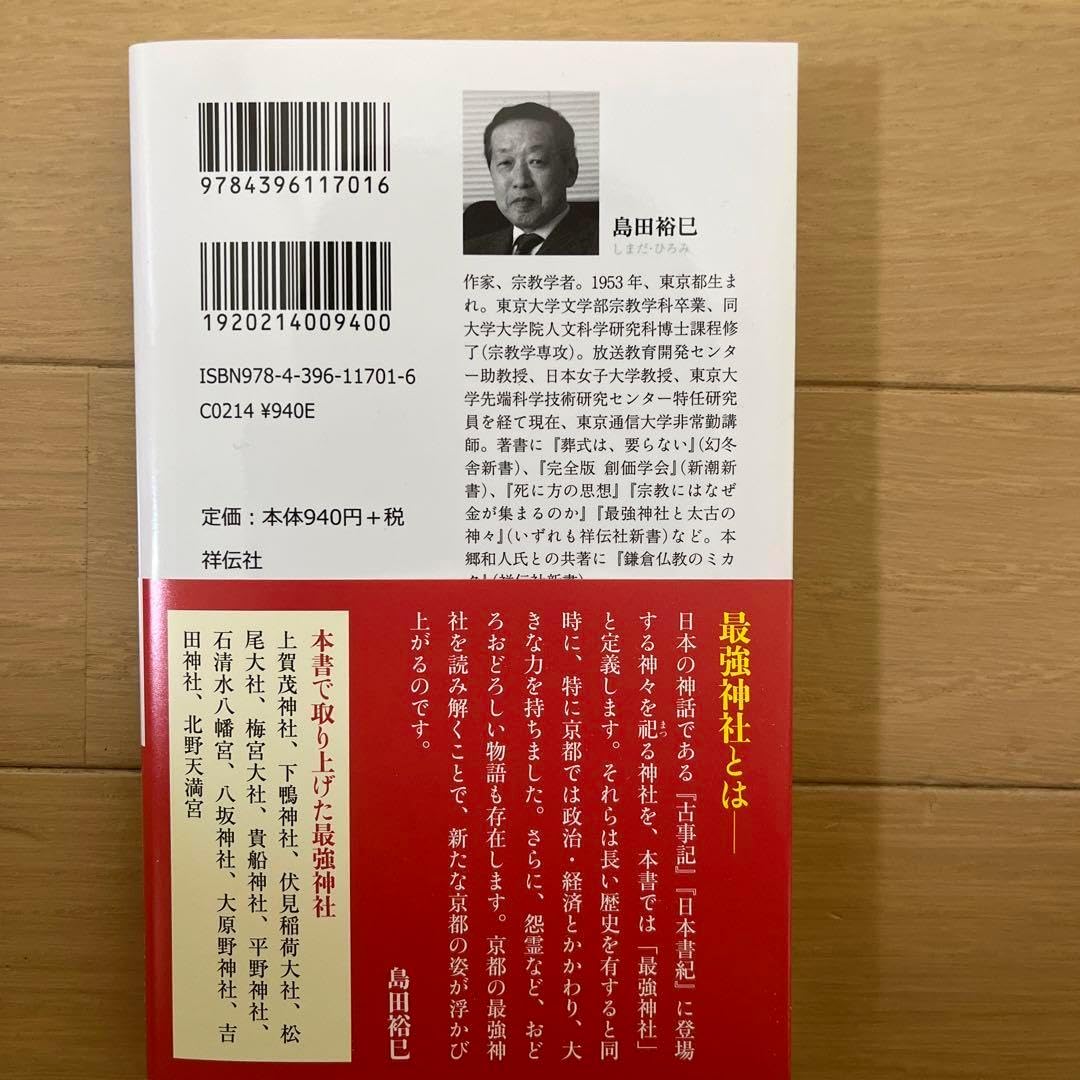 9784396117016
1920214009400
ISBN978-4-396-11701-6
C0214 ¥940E
定価：本体940円＋税
祥伝社
島田裕巳
しまだ・ひろみ
作家、宗教学者。1953年、東京都生ま
れ。東京大学文学部宗教学科卒業、同
大学大学院人文科学研究科博士課程修
了(宗教学専攻)。放送教育開発センタ
ー助教授、日本女子大学教授、東京大
学先端科学技術研究センター特任研究
員を経て現在、東京通信大学非常勤講
師。著書に『葬式は、要らない』(幻冬
舎新書)、『完全版 創価学会』(新潮新
書)、『死に方の思想』『宗教にはなぜ
金が集まるのか』『最強神社と太古の
神々』(いずれも祥伝社新書)など。本
郷和人氏との共著に『鎌倉仏教のミカ
最強神社とは――
日本の神話である『古事記』『日本書紀』に登場
する神々を祀る神社を、本書では「最強神社」
まつ
と定義します。それらは長い歴史を有すると同
時に、特に京都では政治・経済とかかわり、大
きな力を持ちました。さらに、怨霊など、おど
ろおどろしい物語も存在します。京都の最強神
社を読み解くことで、新たな京都の姿が浮かび
上がるのです。
島田裕巳
本書で取り上げた最強神社
上賀茂神社、下鴨神社、伏見稲荷大社、松
尾大社、梅宮大社、貴船神社、平野神社、
石清水八幡宮、八坂神社、大原野神社、吉
田神社、北野天満宮